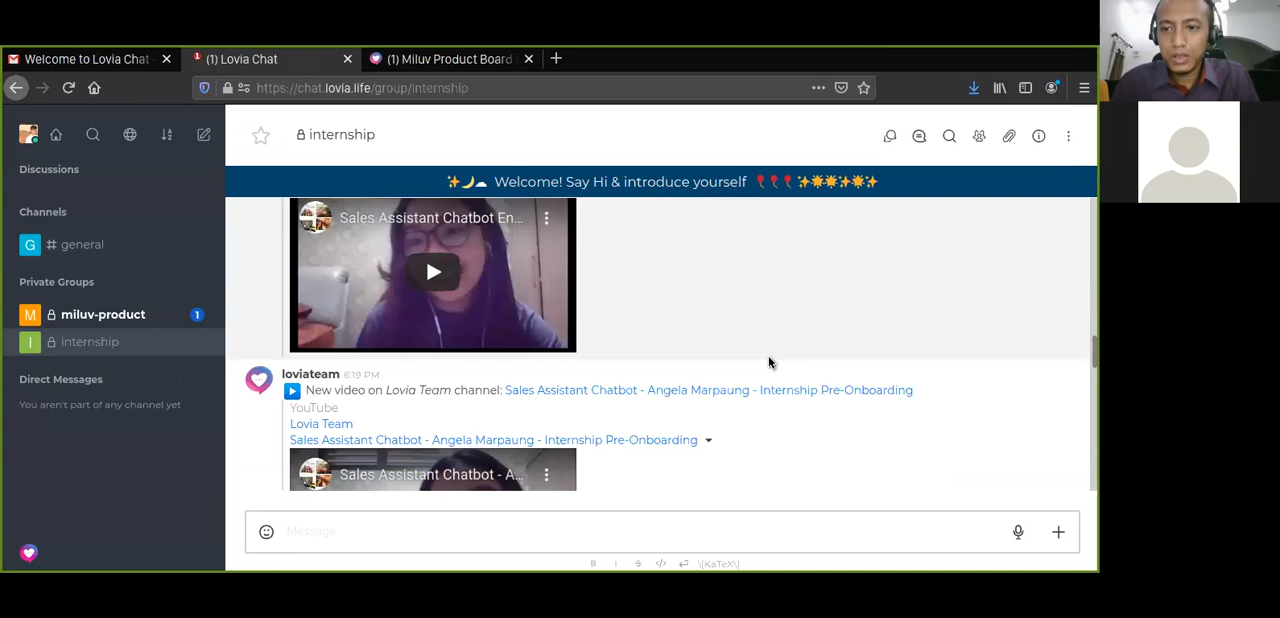 Welcome to Lovia Chat
(1) Lovia Chat
(1) Miluv Product Board
https://chat.lovia.life/group/internship
internship
Discussions
Welcome! Say Hi & introduce yourself
Channels
G # general
Private Groups
M miluv-product 1
I internship
Direct Messages
You aren't part of any channel yet
Sales Assistant Chatbot En...
loviateam 6:19 PM
New video on Lovia Team channel: Sales Assistant Chatbot - Angela Marpaung - Internship Pre-Onboarding
YouTube
Lovia Team
Sales Assistant Chatbot - Angela Marpaung - Internship Pre-Onboarding
Sales Assistant Chatbot - A...
Message
B i S </> \[KaTeX\]